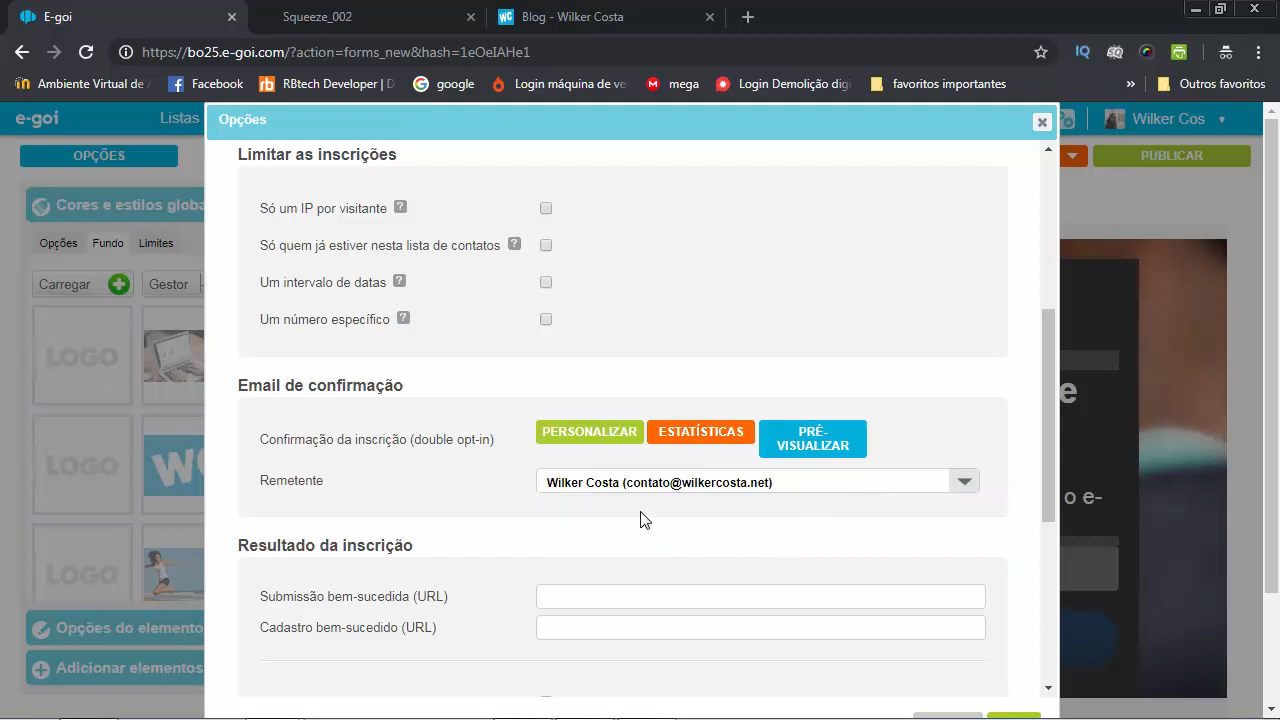 E-goi
Squeeze_002
WC Blog - Wilker Costa
https://bo25.e-goi.com/?action=forms_new&hash=1eOeIAHe1
IQ
Ambiente Virtual de A
Facebook
rb RBtech Developer | D
google
Login máquina de ve
mega
Login Demolição digi
favoritos importantes
»
Outros favoritos
e-goi
Listas
Opções
Wilker Cos
OPÇÕES
PUBLICAR
Cores e estilos globa
Opções Fundo Limites
Carregar
Gestor
LOGO
LOGO
LOGO
Opções do elemento
Adicionar elementos
Limitar as inscrições
Só um IP por visitante ?
Só quem já estiver nesta lista de contatos ?
Um intervalo de datas ?
Um número específico ?
Email de confirmação
Confirmação da inscrição (double opt-in)
PERSONALIZAR
ESTATÍSTICAS
PRÉ-
VISUALIZAR
Remetente
Wilker Costa (contato@wilkercosta.net)
Resultado da inscrição
Submissão bem-sucedida (URL)
Cadastro bem-sucedido (URL)
e
o e-